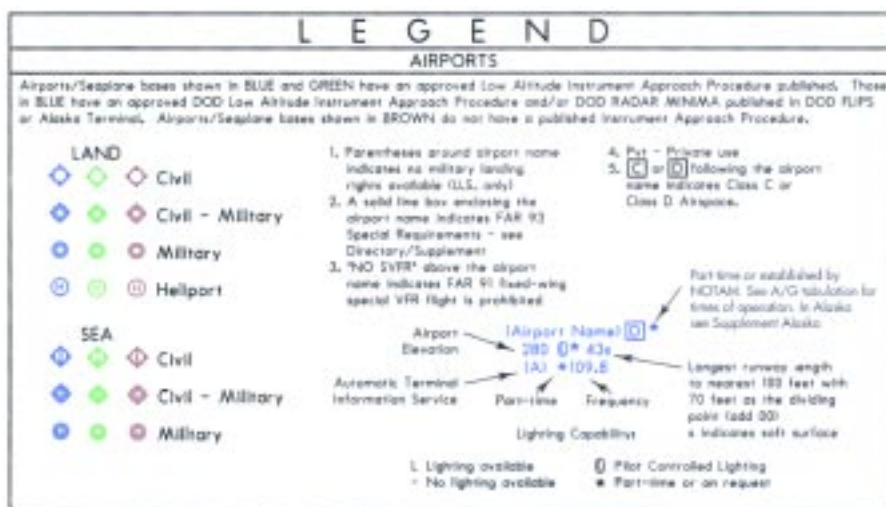 LEGEND
AIRPORTS
Airports/Seaplane bases shown in BLUE and GREEN have an approved Low Altitude Instrument Approach Procedure published. Those
in BLUE have an approved DOD Low Altitude Instrument Approach Procedure and/or DOD RADAR MINIMA published in DOD FLIPS
or Alaska Terminal. Airports/Seaplane bases shown in BROWN do not have a published Instrument Approach Procedure.
LAND
Civil
Civil - Military
Military
H H H Heliport
SEA
Civil
Civil - Military
Military
1. Parentheses around airport name
indicates no military landing
rights available (U.S. only)
2. A solid line box enclosing the
airport name indicates FAR 93
Special Requirements - see
Directory/Supplement
3. "NO SVFR" above the airport
name indicates FAR 91 fixed-wing
special VFR flight is prohibited
4. Pvt - Private use
5. C or D following the airport
name indicates Class C or
Class D Airspace.
Part-time or established by
NOTAM. See A/G tabulation for
times of operation. In Alaska
see Supplement Alaska
Airport
Elevation
(Airport Name) D *
280 L* 43s
(A) *109.8
Automatic Terminal
Information Service
Part-time
Frequency
Longest runway length
to nearest 100 feet with
70 feet as the dividing
point (add 00)
s indicates soft surface
Lighting Capability:
L Lighting available
- No lighting available
L Pilot Controlled Lighting
* Part-time or on request